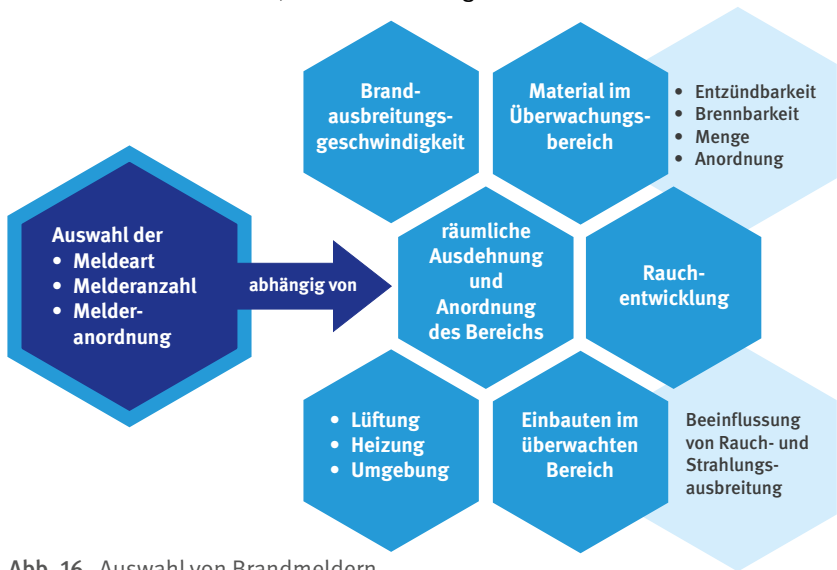 Brand-
ausbreitungs-
geschwindigkeit
Material im
Überwachungs-
bereich
• Entzündbarkeit
• Brennbarkeit
• Menge
• Anordnung
Auswahl der
• Meldeart
• Melderanzahl
• Melder-
anordnung
abhängig von
räumliche
Ausdehnung
und
Anordnung
des Bereichs
Rauch-
entwicklung
• Lüftung
• Heizung
• Umgebung
Einbauten im
überwachten
Bereich
Beeinflussung
von Rauch- und
Strahlungs-
ausbreitung
Abb. 16 Auswahl von Brandmeldern